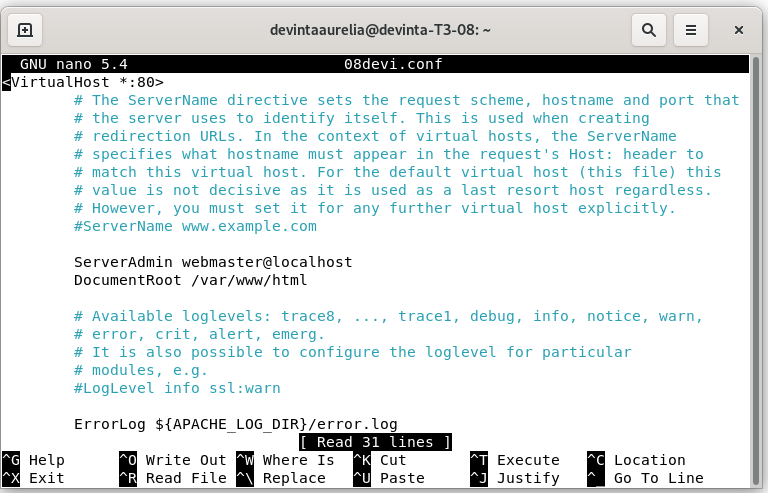 devintaaurelia@devinta-T3-08: ~
GNU nano 5.4 08devi.conf
<VirtualHost *:80>
# The ServerName directive sets the request scheme, hostname and port that
# the server uses to identify itself. This is used when creating
# redirection URLs. In the context of virtual hosts, the ServerName
# specifies what hostname must appear in the request's Host: header to
# match this virtual host. For the default virtual host (this file) this
# value is not decisive as it is used as a last resort host regardless.
# However, you must set it for any further virtual host explicitly.
#ServerName www.example.com
ServerAdmin webmaster@localhost
DocumentRoot /var/www/html
# Available loglevels: trace8, ..., trace1, debug, info, notice, warn,
# error, crit, alert, emerg.
# It is also possible to configure the loglevel for particular
# modules, e.g.
#LogLevel info ssl:warn
ErrorLog ${APACHE_LOG_DIR}/error.log
[ Read 31 lines ]
^G Help ^O Write Out ^W Where Is ^K Cut ^T Execute ^C Location
^X Exit ^R Read File ^\ Replace ^U Paste ^J Justify ^_ Go To Line